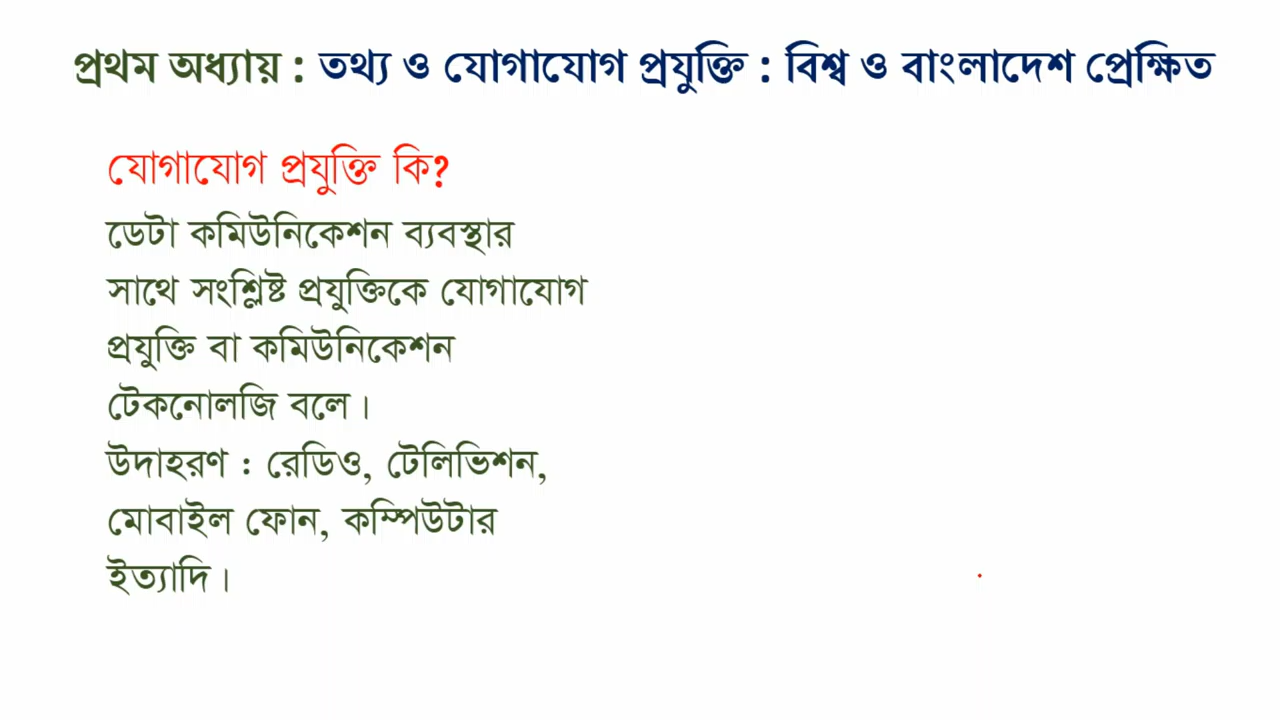 প্রথম অধ্যায় : তথ্য ও যোগাযোগ প্রযুক্তি : বিশ্ব ও বাংলাদেশ প্রেক্ষিত
যোগাযোগ প্রযুক্তি কি?
ডেটা কমিউনিকেশন ব্যবস্থার
সাথে সংশ্লিষ্ট প্রযুক্তিকে যোগাযোগ
প্রযুক্তি বা কমিউনিকেশন
টেকনোলজি বলে।
উদাহরণ : রেডিও, টেলিভিশন,
মোবাইল ফোন, কম্পিউটার
ইত্যাদি।